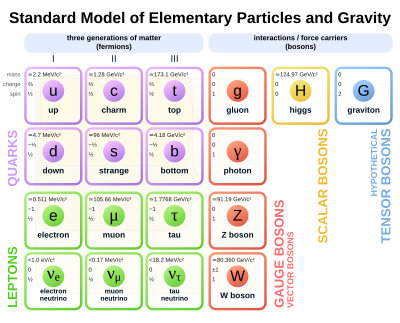 Standard Model of Elementary Particles and Gravity
three generations of matter
(fermions)
interactions / force carriers
(bosons)
I II III
mass ≃2.2 MeV/c² ≃1.28 GeV/c² ≃173.1 GeV/c² 0 ≃124.97 GeV/c² 0
charge ⅔ ⅔ ⅔ 0 0 0
spin ½ ½ ½ 1 0 2
u c t g H G
up charm top gluon higgs graviton
≃4.7 MeV/c² ≃96 MeV/c² ≃4.18 GeV/c² 0
−⅓ −⅓ −⅓ 0
½ ½ ½ 1
d s b γ
down strange bottom photon
≃0.511 MeV/c² ≃105.66 MeV/c² ≃1.7768 GeV/c² ≃91.19 GeV/c²
−1 −1 −1 0
½ ½ ½ 1
e μ τ Z
electron muon tau Z boson
<1.0 eV/c² <0.17 MeV/c² <18.2 MeV/c² ≃80.360 GeV/c²
0 0 0 ±1
½ ½ ½ 1
νe νμ ντ W
electron
neutrino
muon
neutrino
tau
neutrino
W boson
QUARKS
LEPTONS
GAUGE BOSONS
VECTOR BOSONS
SCALAR BOSONS
HYPOTHETICAL
TENSOR BOSONS